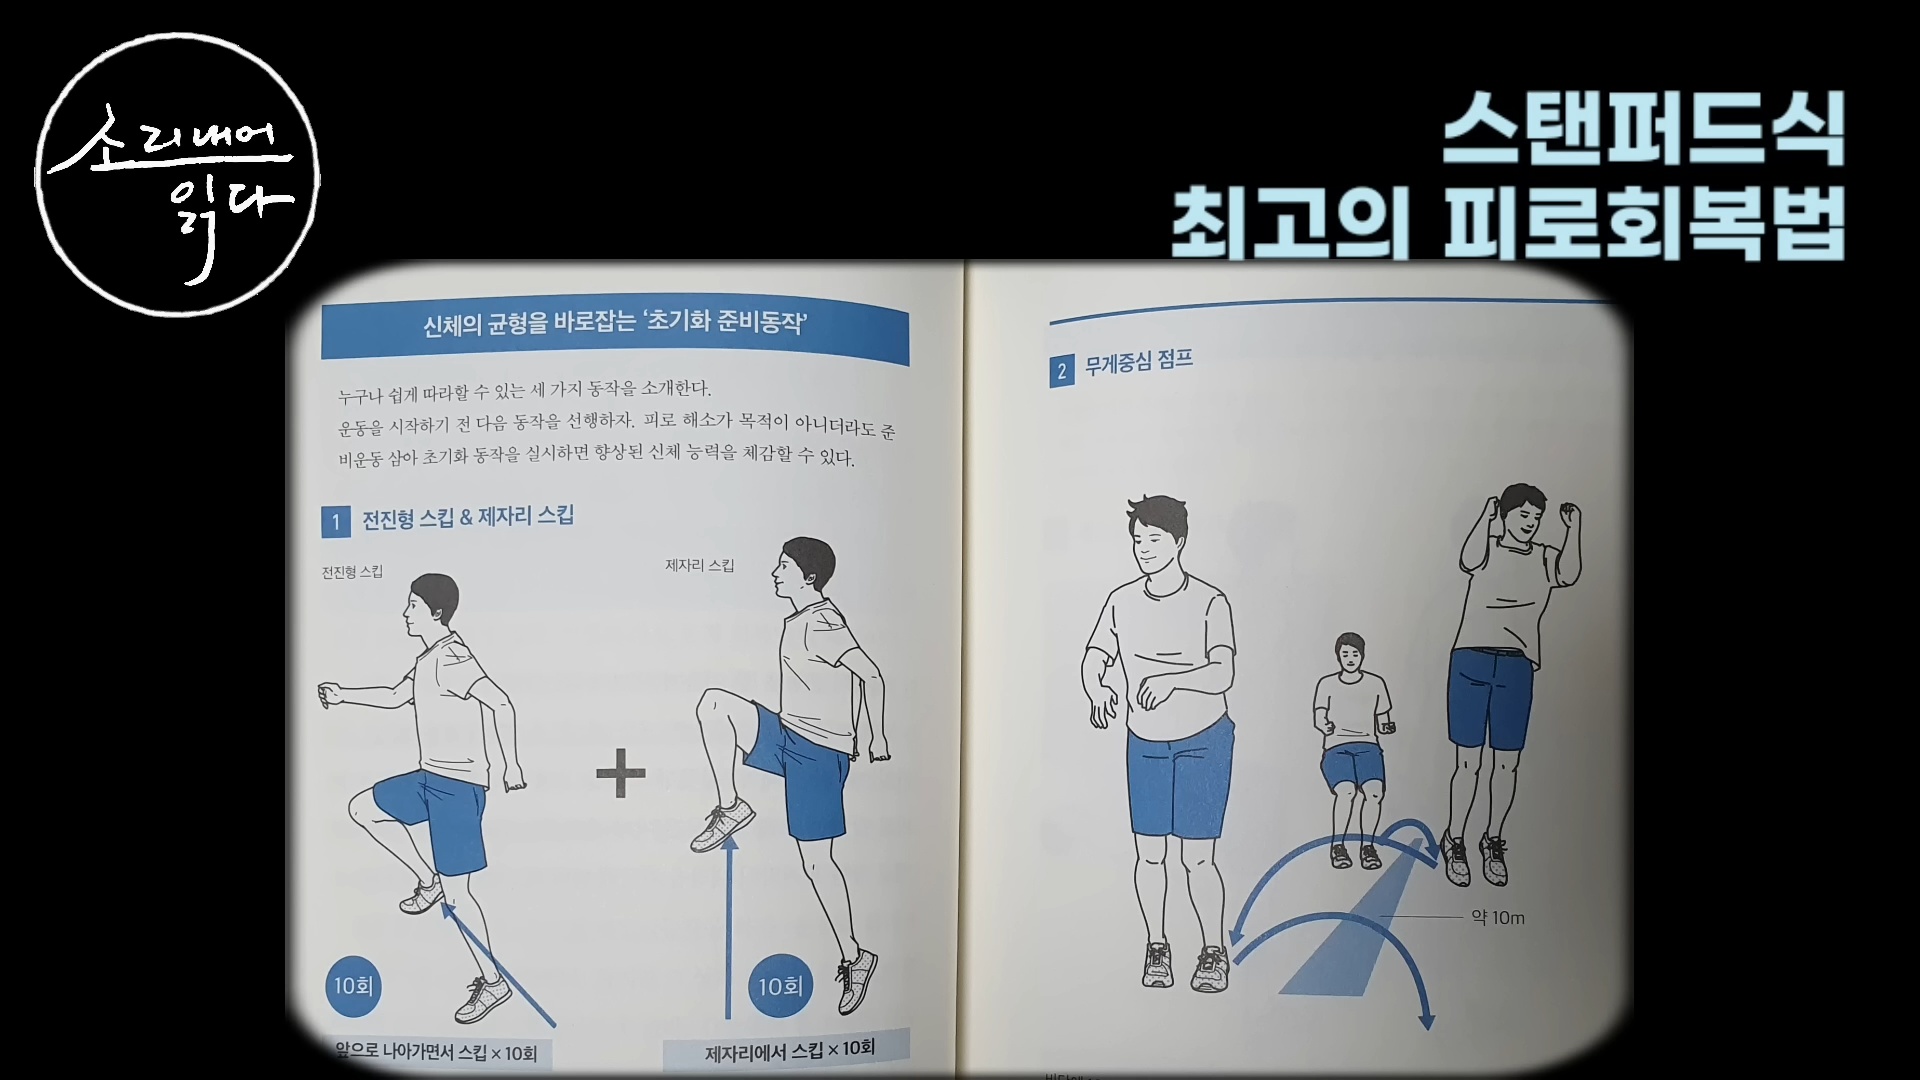 소리내어
읽다
스탠퍼드식
최고의 피로회복법
신체의 균형을 바로잡는 ‘초기화 준비동작’
누구나 쉽게 따라할 수 있는 세 가지 동작을 소개한다.
운동을 시작하기 전 다음 동작을 선행하자. 피로 해소가 목적이 아니더라도 준
비운동 삼아 초기화 동작을 실시하면 향상된 신체 능력을 체감할 수 있다.
1 전진형 스킵 & 제자리 스킵
전진형 스킵
제자리 스킵
10회
10회
앞으로 나아가면서 스킵 × 10회
제자리에서 스킵 × 10회
2 무게중심 점프
약 10m